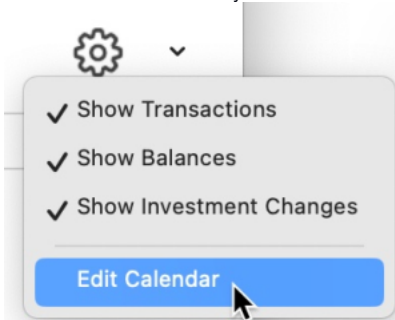 Show Transactions
Show Balances
Show Investment Changes
Edit Calendar